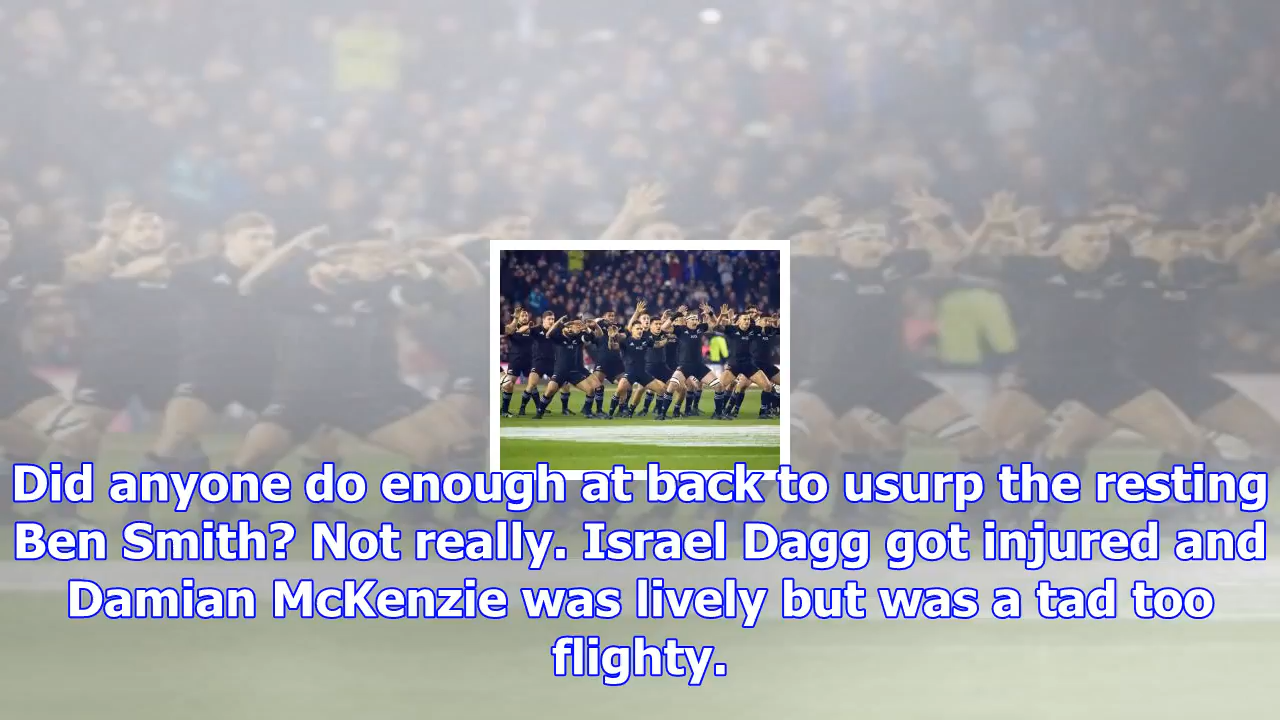 Did anyone do enough at back to usurp the resting
Ben Smith? Not really. Israel Dagg got injured and
Damian McKenzie was lively but was a tad too
flighty.